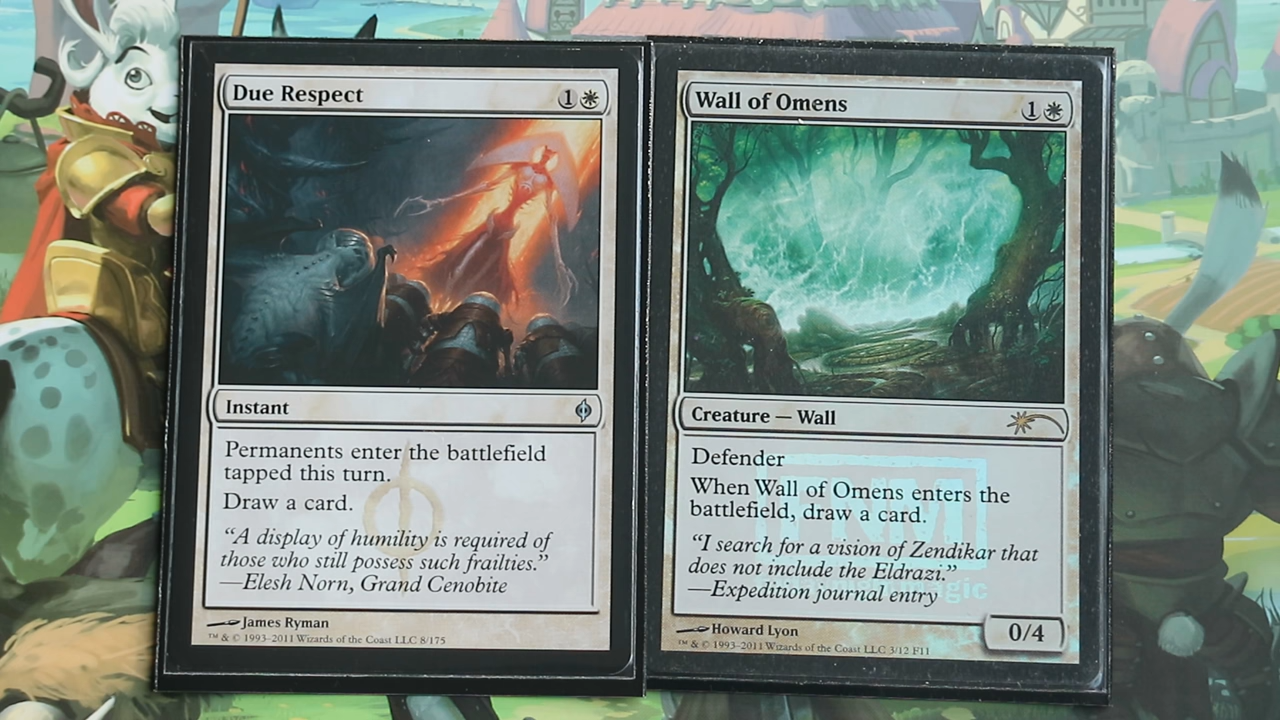 Due Respect 1
Instant
Permanents enter the battlefield
tapped this turn.
Draw a card.
“A display of humility is required of
those who still possess such frailties.”
—Elesh Norn, Grand Cenobite
James Ryman
™ & © 1993–2011 Wizards of the Coast LLC 8/175
Wall of Omens 1
Creature — Wall
Defender
When Wall of Omens enters the
battlefield, draw a card.
“I search for a vision of Zendikar that
does not include the Eldrazi.”
—Expedition journal entry
0/4
Howard Lyon
™ & © 1993–2011 Wizards of the Coast LLC 3/12 F11